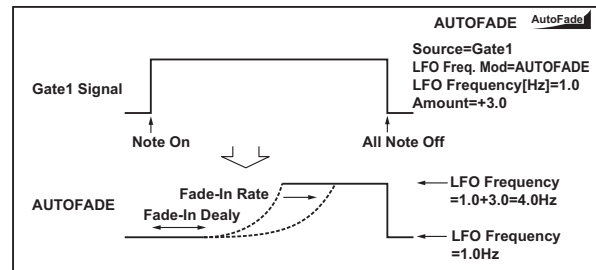 AUTOFADE AutoFade
Source=Gate1
LFO Freq. Mod=AUTOFADE
LFO Frequency[Hz]=1.0
Amount=+3.0
Gate1 Signal
Note On
All Note Off
Fade-In Rate
LFO Frequency
=1.0+3.0=4.0Hz
AUTOFADE
Fade-In Dealy
LFO Frequency
=1.0Hz